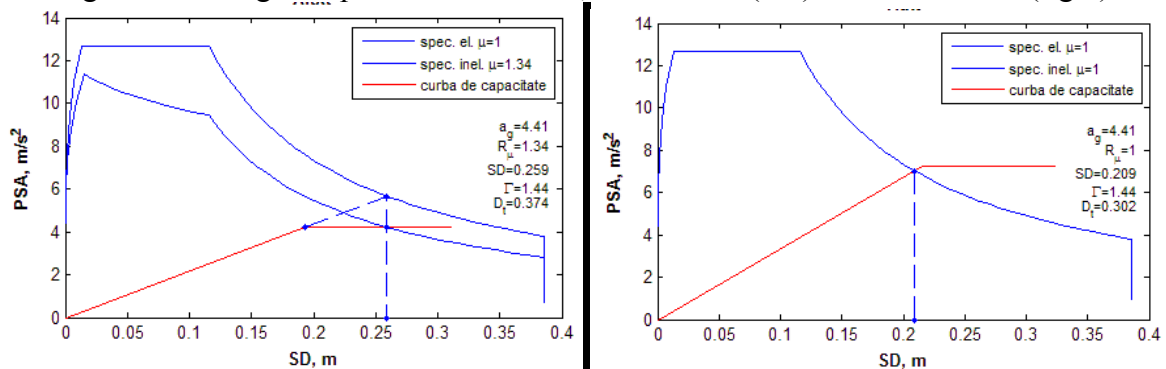 14
12
10
8
6
4
2
0
PSA, m/s²
0
0.05
0.1
0.15
0.2
0.25
0.3
0.35
0.4
SD, m
spec. el. μ=1
spec. inel. μ=1.34
curba de capacitate
a_g=4.41
R_μ=1.34
SD=0.259
Γ=1.44
D_t=0.374
14
12
10
8
6
4
2
0
PSA, m/s²
0
0.05
0.1
0.15
0.2
0.25
0.3
0.35
0.4
SD, m
spec. el. μ=1
spec. inel. μ=1
curba de capacitate
a_g=4.41
R_μ=1
SD=0.209
Γ=1.44
D_t=0.302